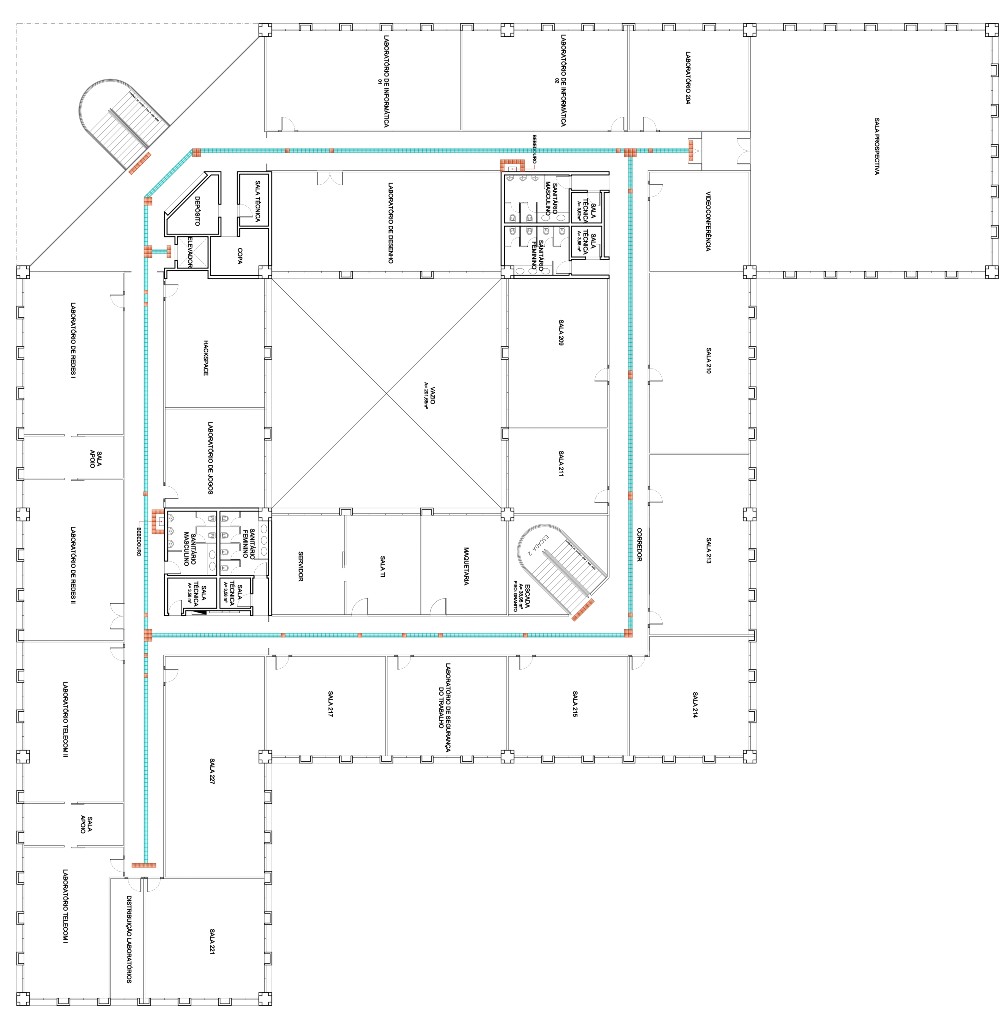 LABORATÓRIO DE INFORMÁTICA
01
LABORATÓRIO DE INFORMÁTICA
02
LABORATÓRIO 204
SALA PROSPECTIVA
BEBEDOURO
SALA TÉCNICA
DEPÓSITO
ELEVADOR
COPA
LABORATÓRIO DE DESENHO
SANITÁRIO
MASCULINO
SALA
TÉCNICA
SANITÁRIO
FEMININO
SALA
TÉCNICA
VIDEOCONFERÊNCIA
LABORATÓRIO DE REDES I
HACKSPACE
VAZIO
SALA 209
SALA 210
SALA
APOIO
LABORATÓRIO DE JOGOS
SALA 211
LABORATÓRIO DE REDES II
BEBEDOURO
SANITÁRIO
MASCULINO
SANITÁRIO
FEMININO
SALA
TÉCNICA
SALA
TÉCNICA
SERVIDOR
SALA TI
MAQUETARIA
ESCADA 2
ESCADA
CORREDOR
SALA 213
LABORATÓRIO TELECOM II
SALA 227
SALA 217
LABORATÓRIO DE SEGURANÇA
DO TRABALHO
SALA 215
SALA 214
SALA
APOIO
LABORATÓRIO TELECOM I
DISTRIBUIÇÃO LABORATÓRIOS
SALA 221